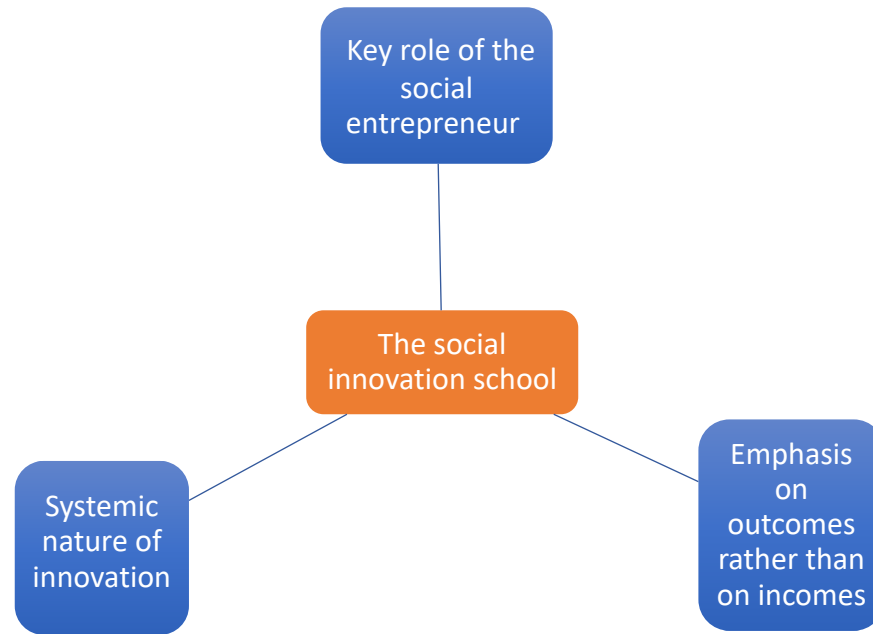 Key role of the
social
entrepreneur
The social
innovation school
Systemic
nature of
innovation
Emphasis
on
outcomes
rather than
on incomes